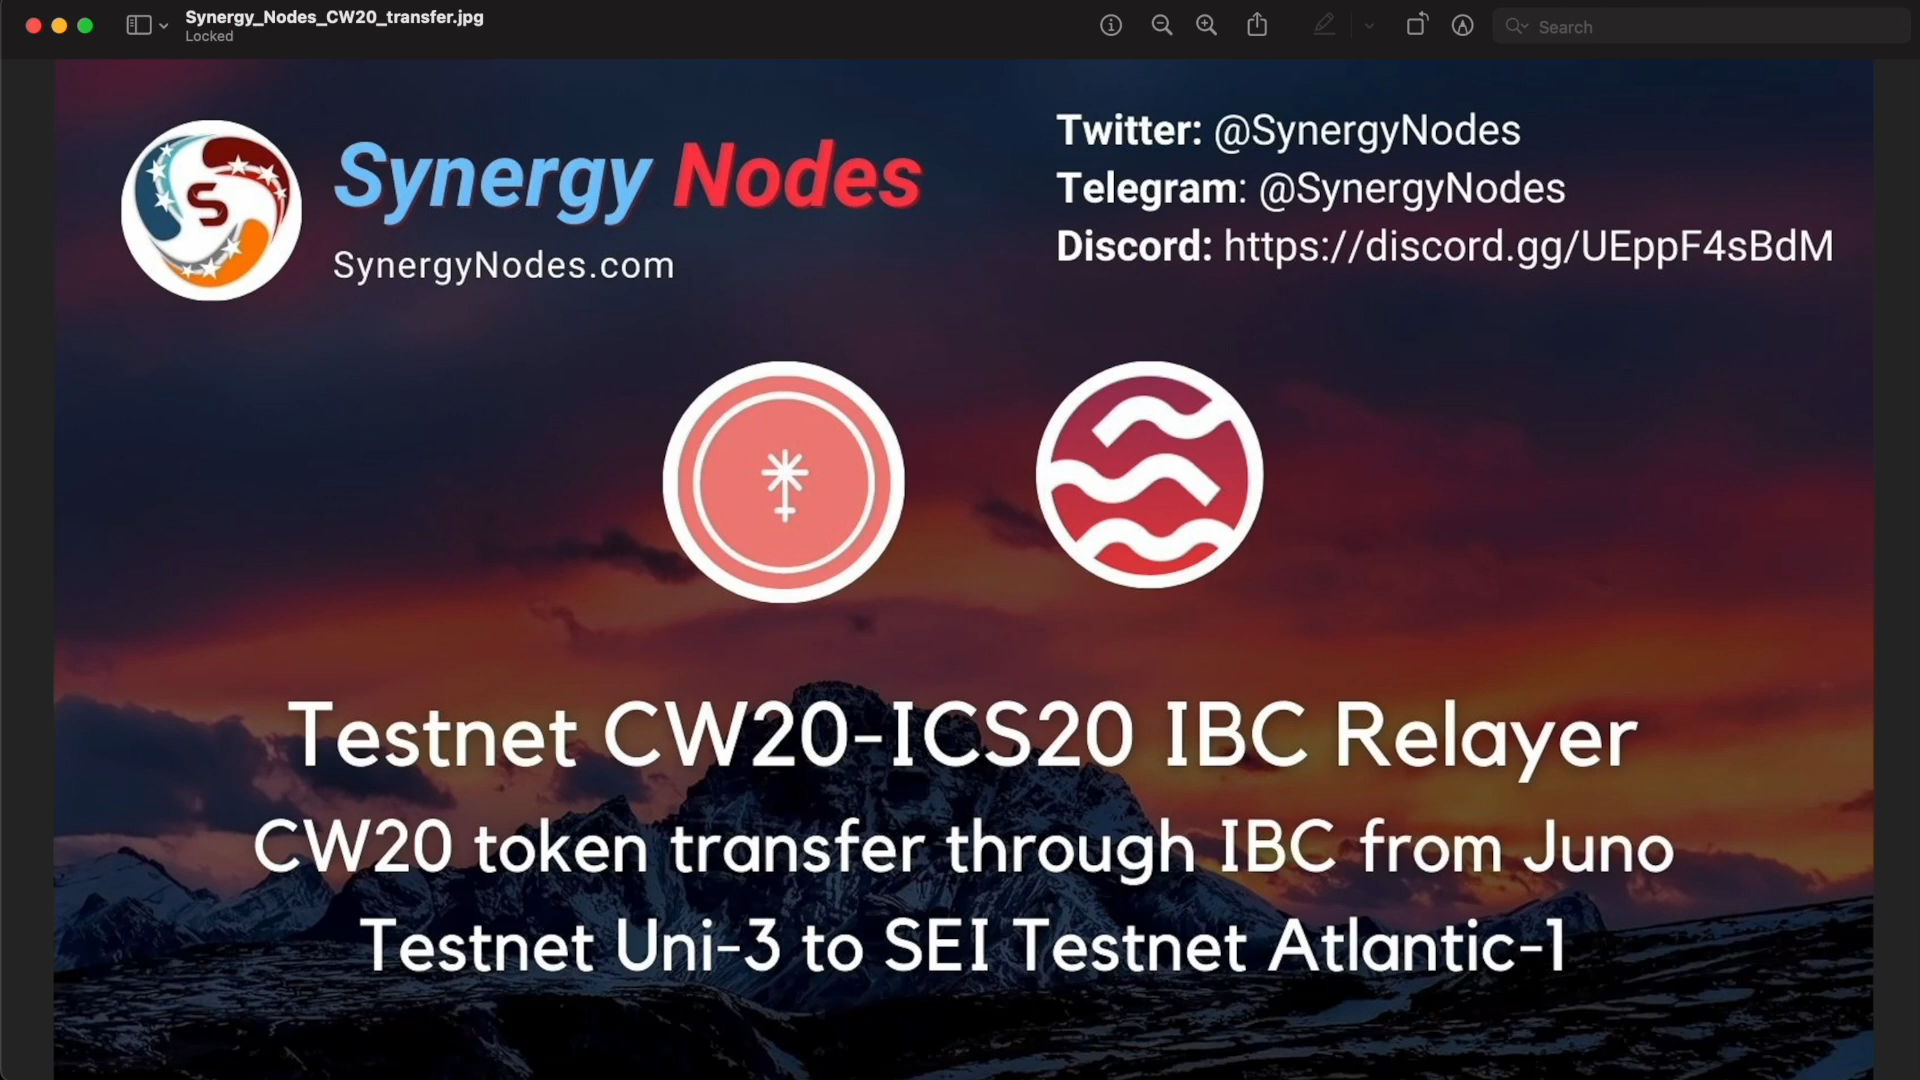 Synergy_Nodes_CW20_transfer.jpg
Locked
Search
S
Synergy Nodes
SynergyNodes.com
Twitter: @SynergyNodes
Telegram: @SynergyNodes
Discord: https://discord.gg/UEppF4sBdM
Testnet CW20-ICS20 IBC Relayer
CW20 token transfer through IBC from Juno
Testnet Uni-3 to SEI Testnet Atlantic-1